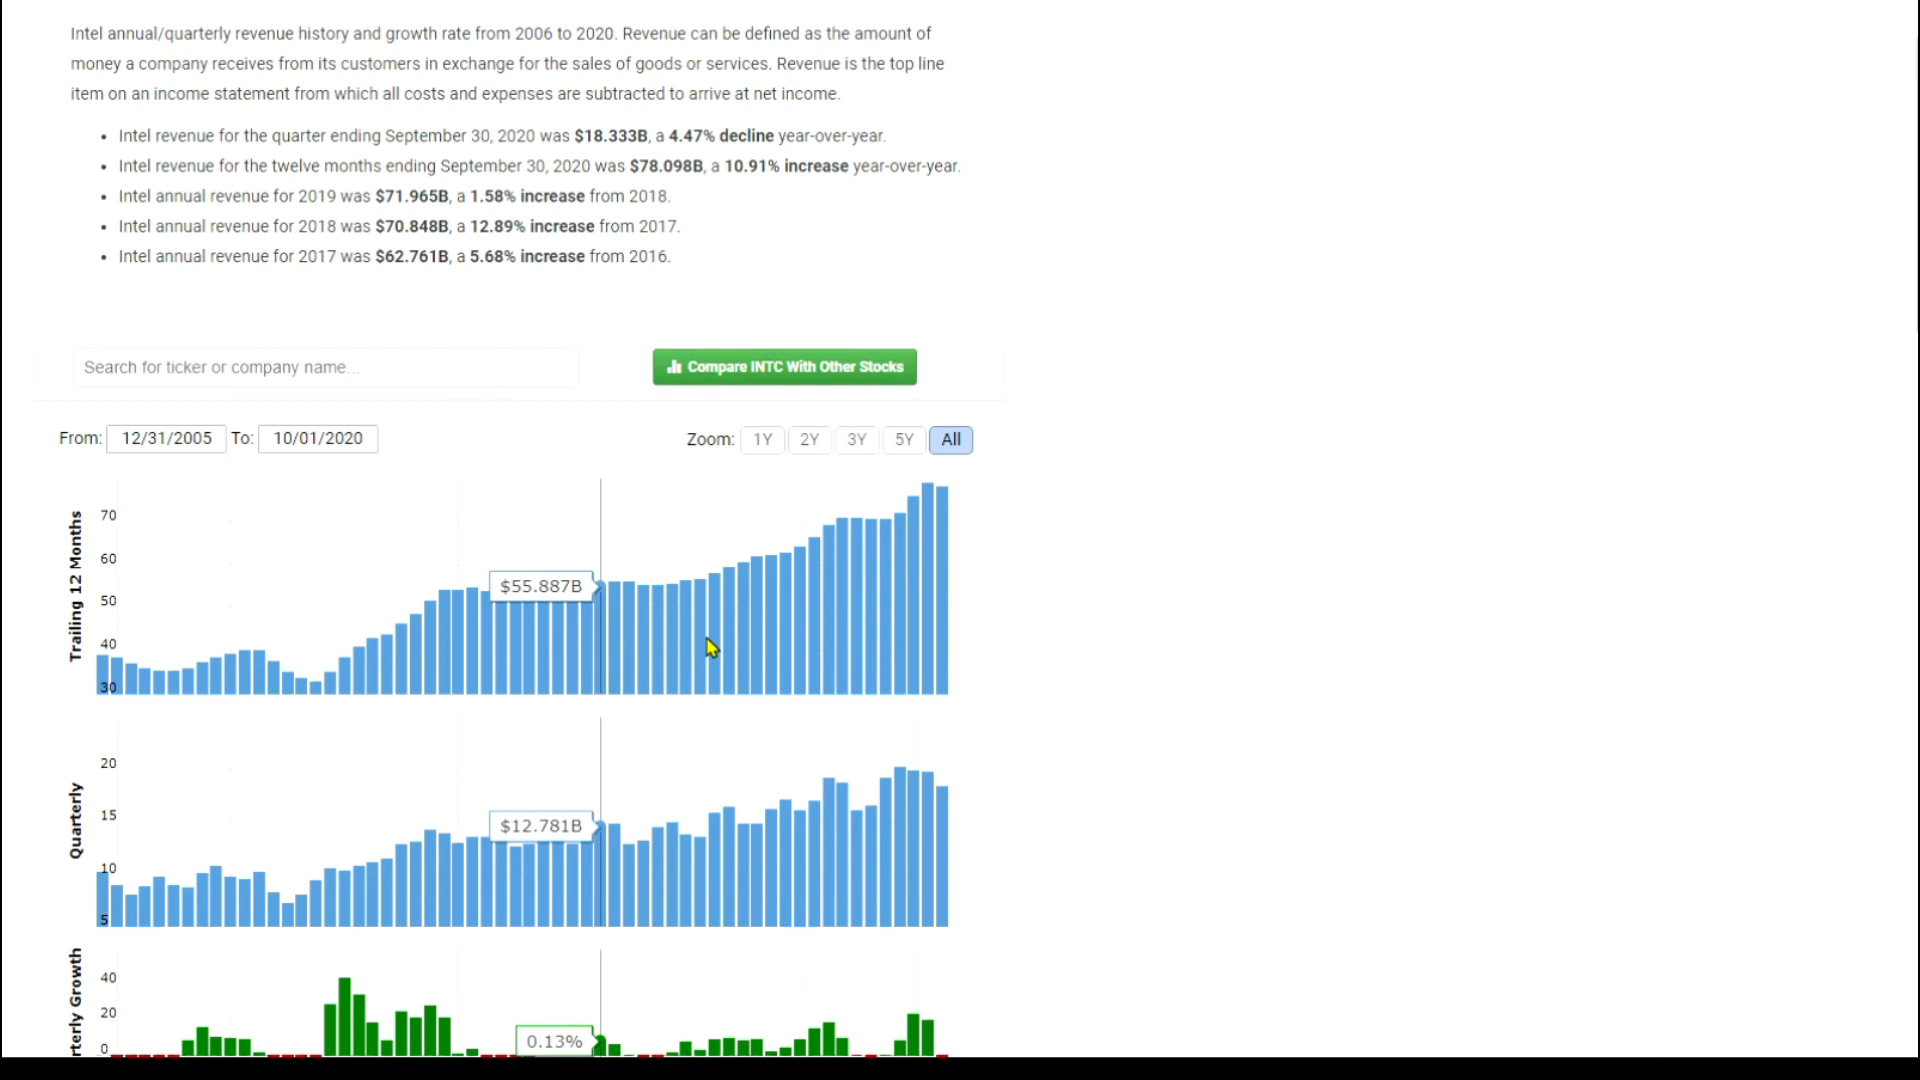 Intel annual/quarterly revenue history and growth rate from 2006 to 2020. Revenue can be defined as the amount of
money a company receives from its customers in exchange for the sales of goods or services. Revenue is the top line
item on an income statement from which all costs and expenses are subtracted to arrive at net income.
• Intel revenue for the quarter ending September 30, 2020 was $18.333B, a 4.47% decline year-over-year.
• Intel revenue for the twelve months ending September 30, 2020 was $78.098B, a 10.91% increase year-over-year.
• Intel annual revenue for 2019 was $71.965B, a 1.58% increase from 2018.
• Intel annual revenue for 2018 was $70.848B, a 12.89% increase from 2017.
• Intel annual revenue for 2017 was $62.761B, a 5.68% increase from 2016.
Search for ticker or company name...
Compare INTC With Other Stocks
From: 12/31/2005 To: 10/01/2020
Zoom: 1Y 2Y 3Y 5Y All
Trailing 12 Months
70
60
50
40
30
$55.887B
Quarterly
20
15
10
5
$12.781B
rterly Growth
40
20
0
0.13%